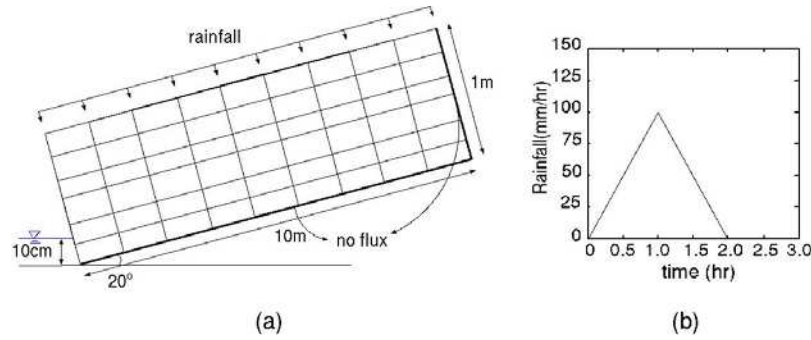 rainfall
1m
10cm
20°
10m
no flux
(a)
Rainfall(mm/hr)
150
125
100
75
50
25
0
0 0.5 1.0 1.5 2.0 2.5 3.0
time (hr)
(b)